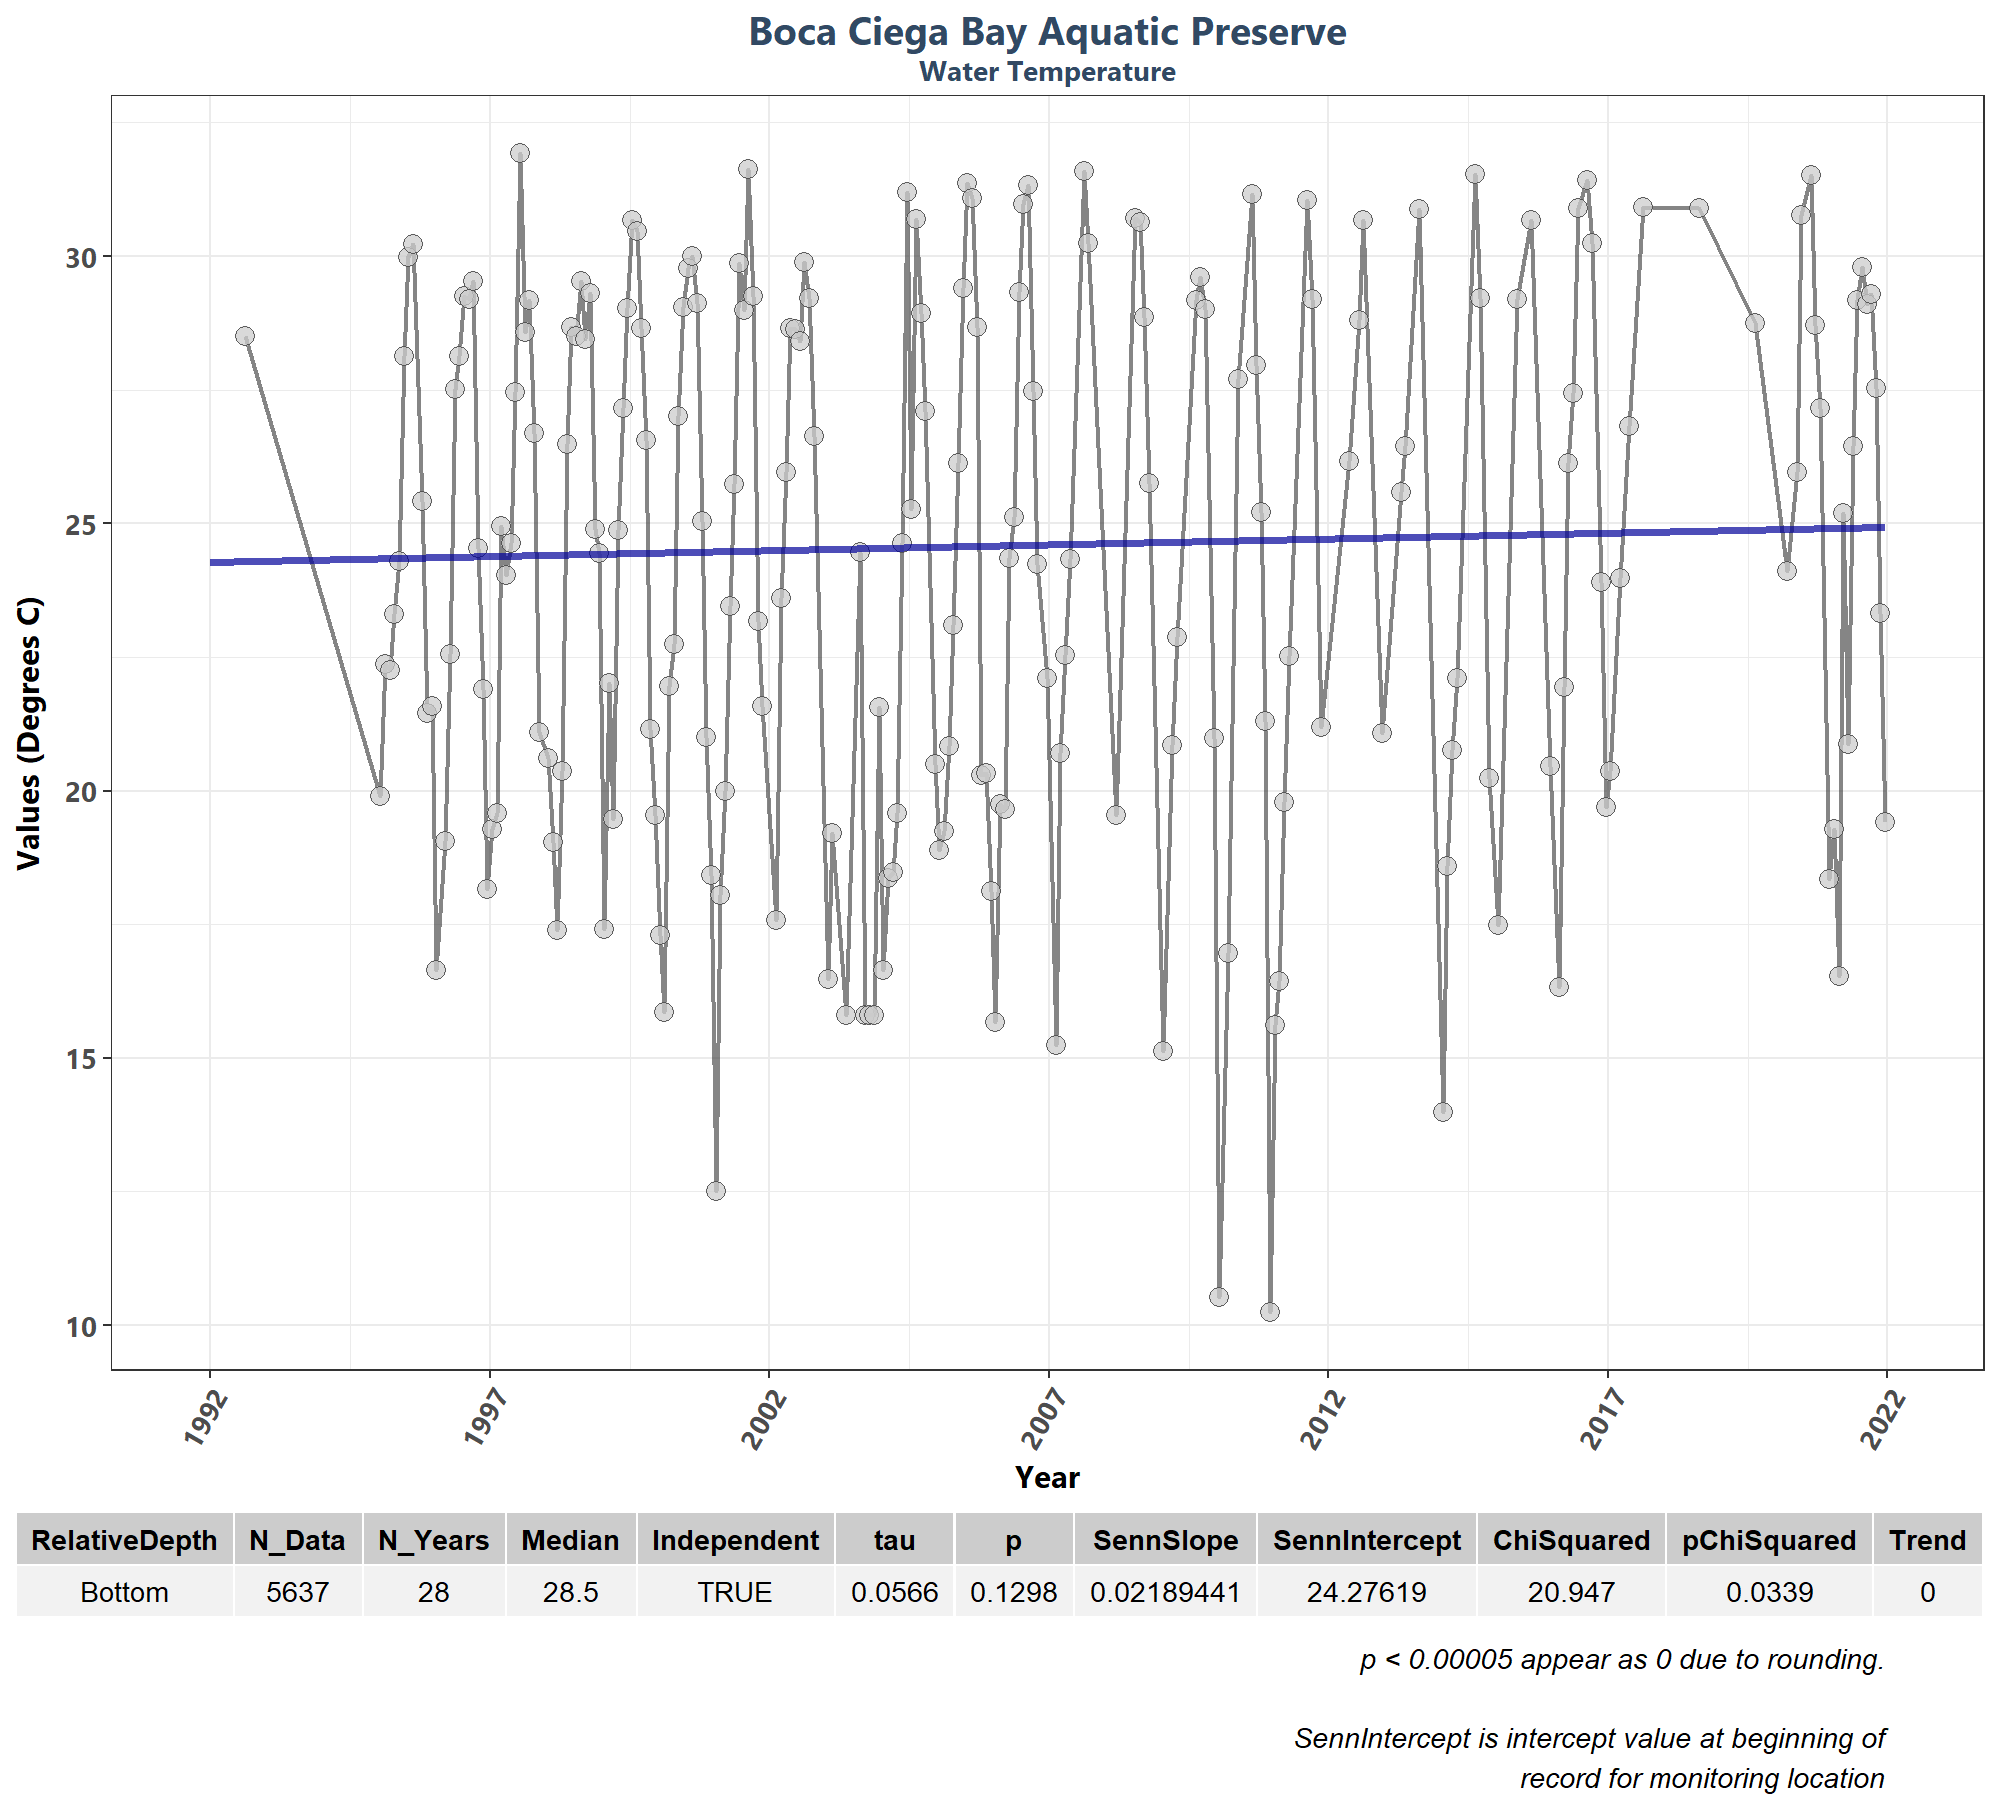 Boca Ciega Bay Aquatic Preserve
Water Temperature
Values (Degrees C)
30
25
20
15
10
1992 1997 2002 2007 2012 2017 2022
Year
RelativeDepth N_Data N_Years Median Independent tau p SennSlope SennIntercept ChiSquared pChiSquared Trend
Bottom 5637 28 28.5 TRUE 0.0566 0.1298 0.02189441 24.27619 20.947 0.0339 0
p < 0.00005 appear as 0 due to rounding.
SennIntercept is intercept value at beginning of
record for monitoring location